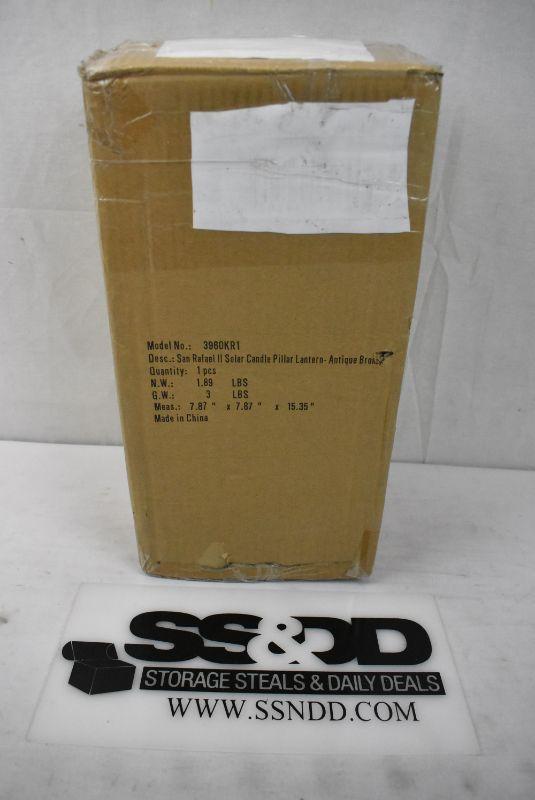 Model No.: 3960KR1
Desc.: San Rafael II Solar Candle Pillar Lantern- Antique
Quantity: 1 pcs
N.W.: 1.89 LBS
G.W.: 3 LBS
Meas.: 7.87 " x 7.87 " x 15.35 "
Made in China
SS&DD
STORAGE STEALS & DAILY DEALS
WWW.SSNDD.COM